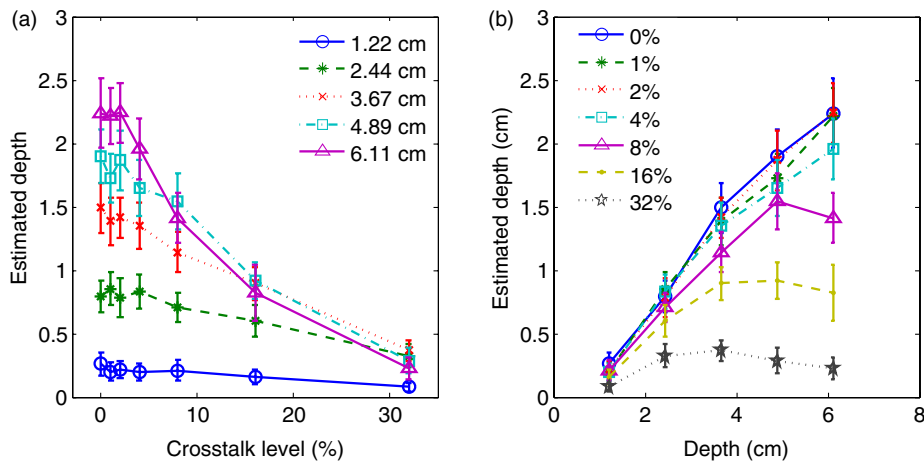 (a)
3
2.5
2
1.5
1
0.5
0
0
10
20
30
Estimated depth
Crosstalk level (%)
1.22 cm
2.44 cm
3.67 cm
4.89 cm
6.11 cm
(b)
3
2.5
2
1.5
1
0.5
0
0
2
4
6
8
Estimated depth (cm)
Depth (cm)
0%
1%
2%
4%
8%
16%
32%